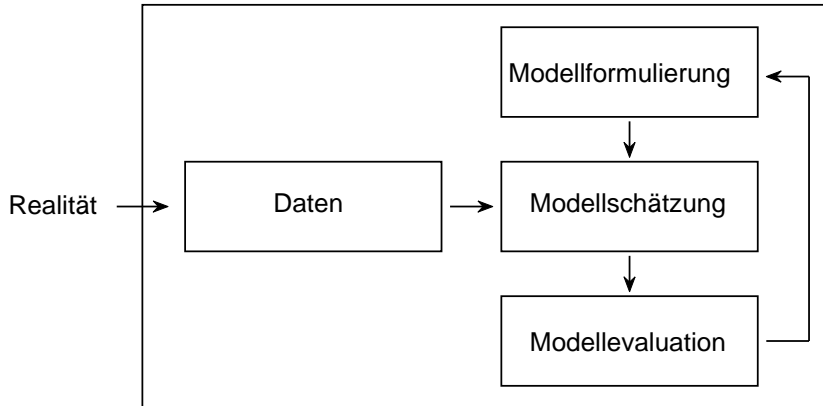 Modellformulierung
Realität
Daten
Modellschätzung
Modellevaluation